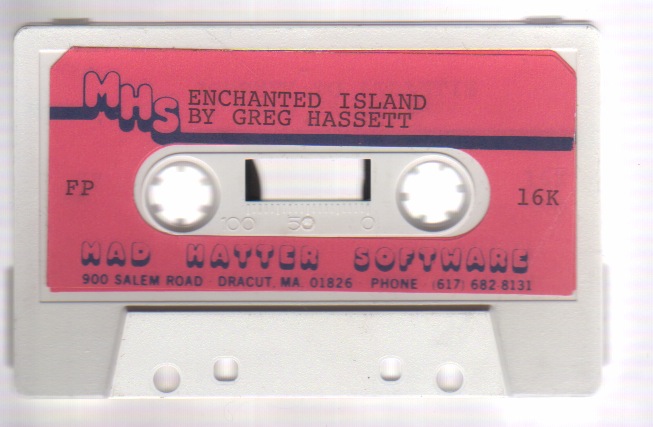 MHS
ENCHANTED ISLAND
BY GREG HASSETT
FP
16K
100 50 0
MAD HATTER SOFTWARE
900 SALEM ROAD DRACUT, MA. 01826 PHONE (617) 682-8131